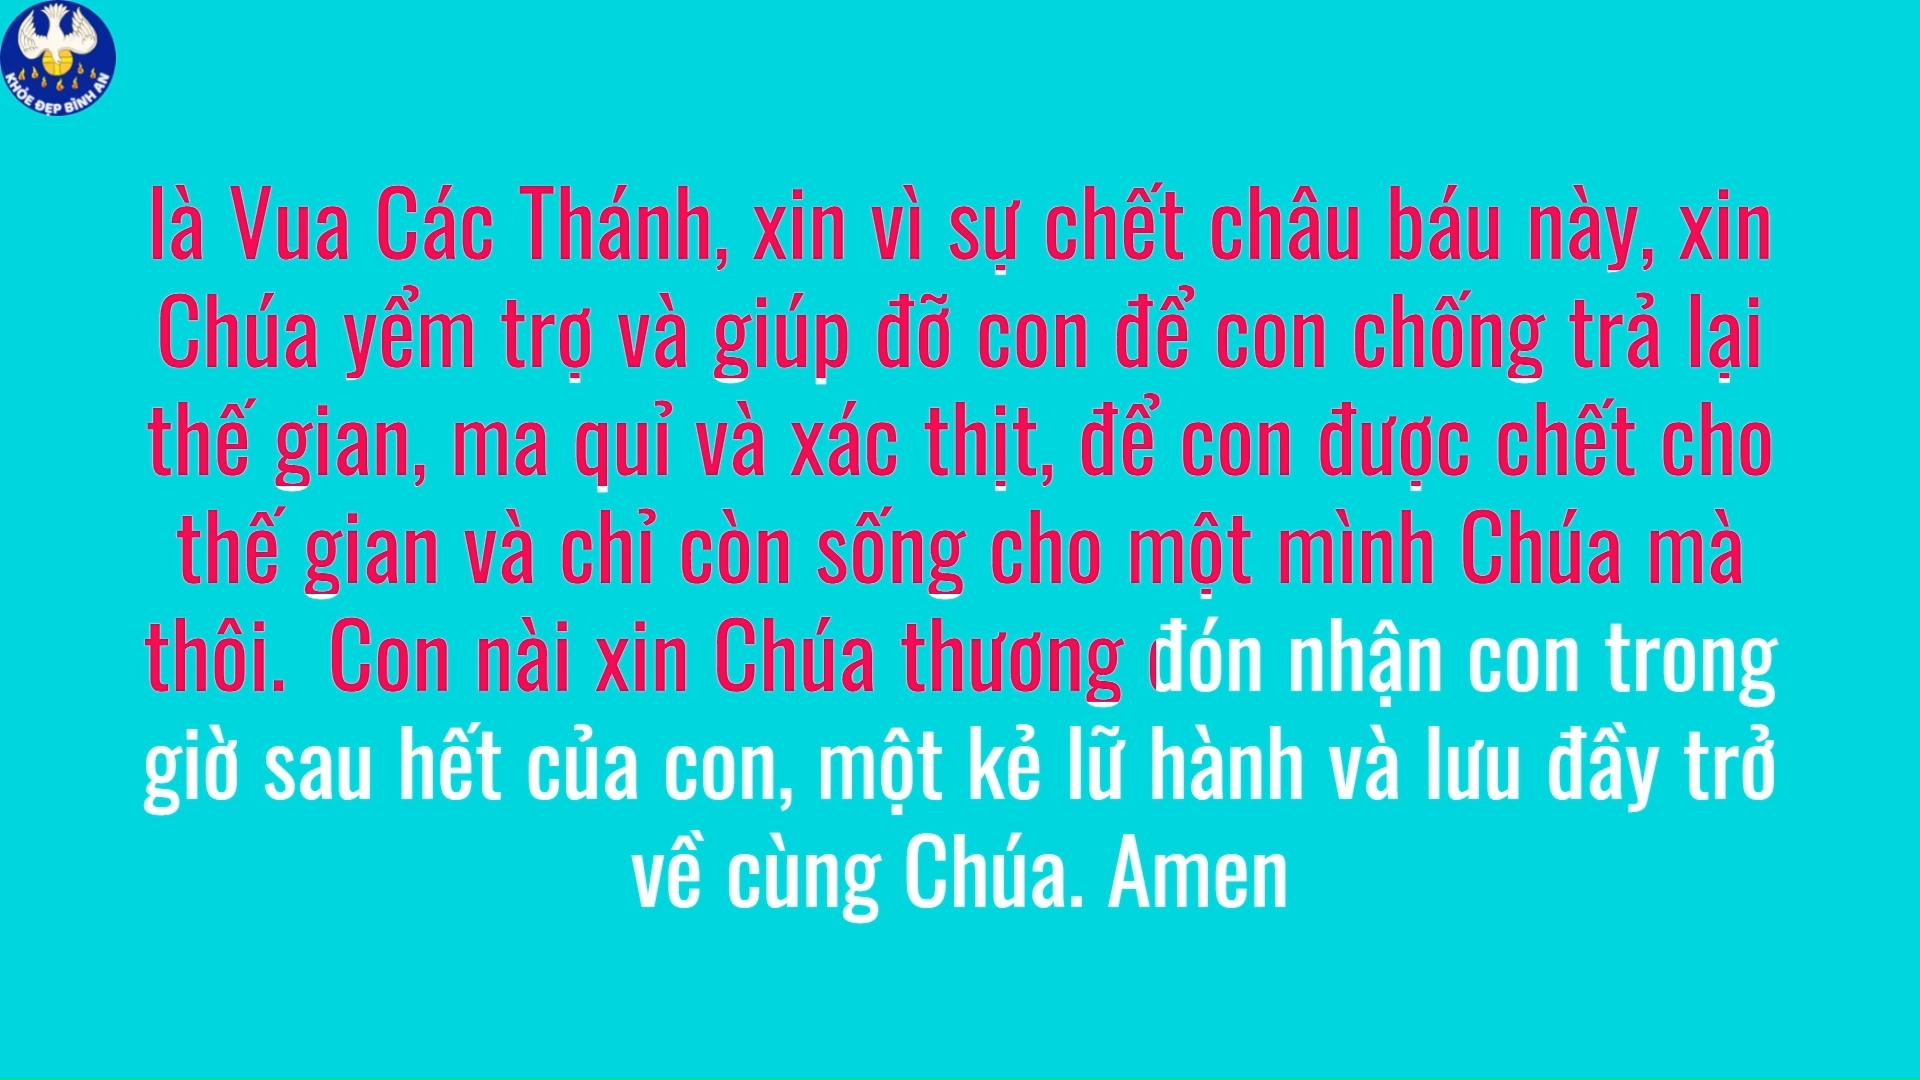 KHỎE ĐẸP BÌNH AN
là Vua Các Thánh, xin vì sự chết châu báu này, xin
Chúa yểm trợ và giúp đỡ con để con chống trả lại
thế gian, ma quỉ và xác thịt, để con được chết cho
thế gian và chỉ còn sống cho một mình Chúa mà
thôi.  Con nài xin Chúa thương đón nhận con trong
giờ sau hết của con, một kẻ lữ hành và lưu đầy trở
về cùng Chúa. Amen